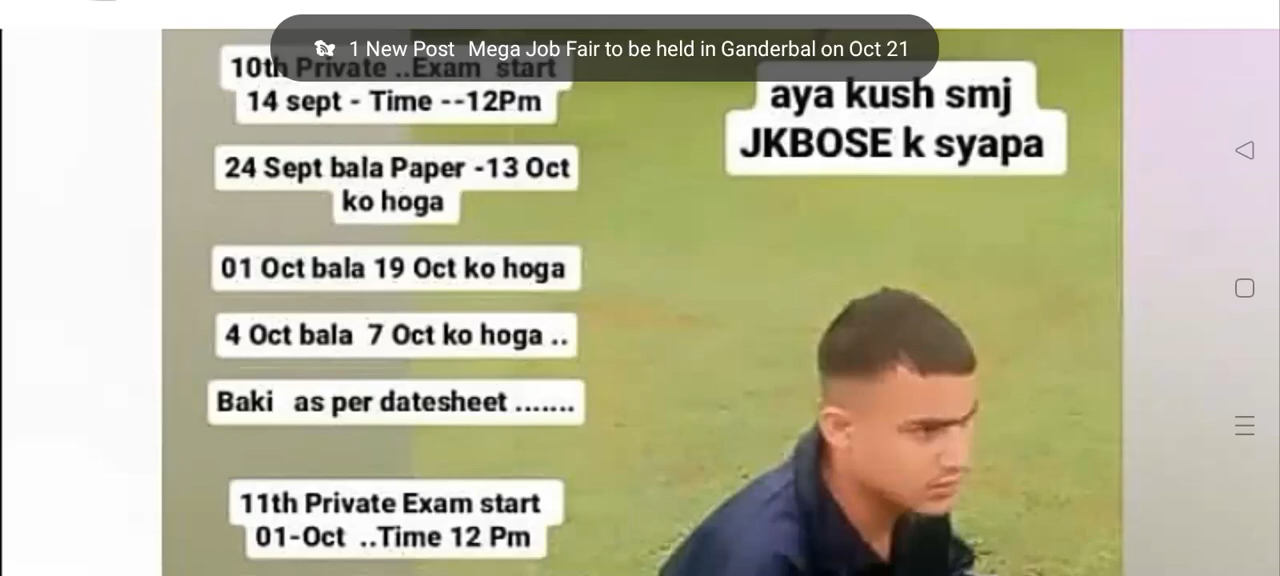 1 New Post Mega Job Fair to be held in Ganderbal on Oct 21
10th Private ..Exam start
14 sept - Time --12Pm
24 Sept bala Paper -13 Oct
ko hoga
01 Oct bala 19 Oct ko hoga
4 Oct bala 7 Oct ko hoga ..
Baki as per datesheet .......
11th Private Exam start
01-Oct ..Time 12 Pm
aya kush smj
JKBOSE k syapa